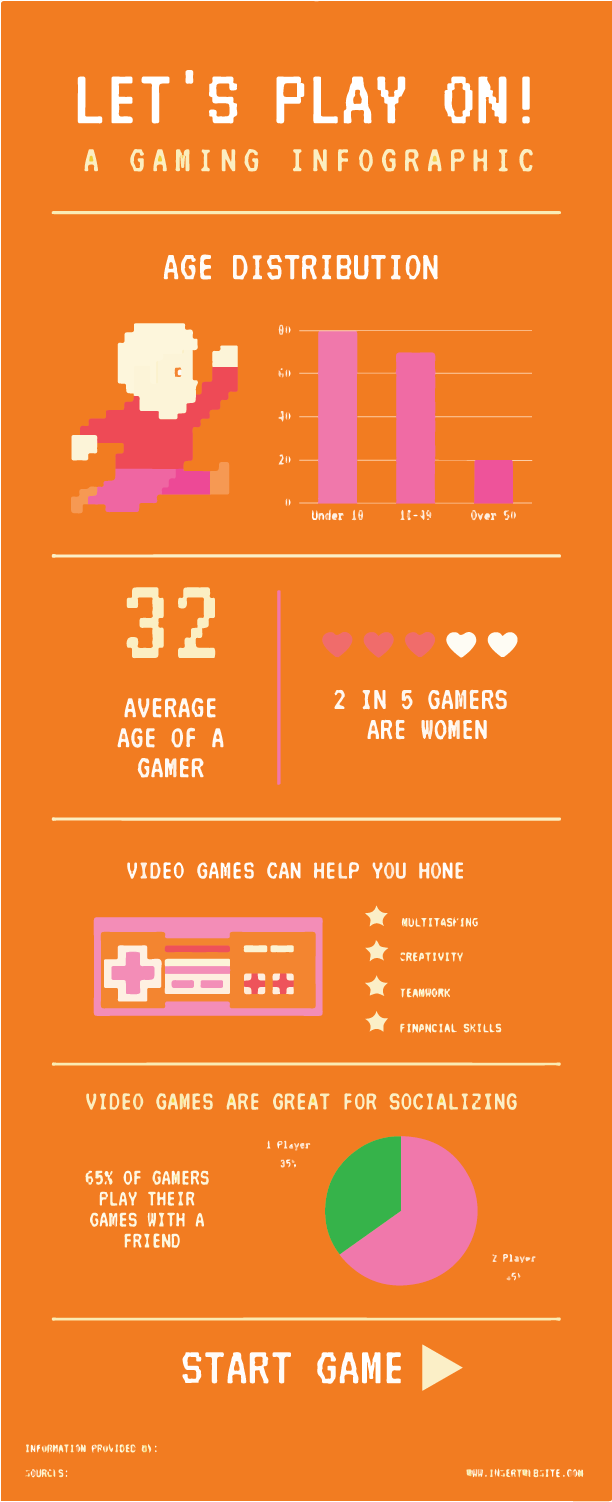 LET'S PLAY ON!
A GAMING INFOGRAPHIC
AGE DISTRIBUTION
80
60
40
20
0
Under 18
Over 50
32
AVERAGE
AGE OF A
GAMER
2 IN 5 GAMERS
ARE WOMEN
VIDEO GAMES CAN HELP YOU HONE
MULTITASKING
CREATIVITY
TEAMWORK
FINANCIAL SKILLS
VIDEO GAMES ARE GREAT FOR SOCIALIZING
65% OF GAMERS
PLAY THEIR
GAMES WITH A
FRIEND
1 Player
35%
2 Player
START GAME
INFORMATION PROVIDED BY:
SOURCES:
WWW.INSERTWEBSITE.COM